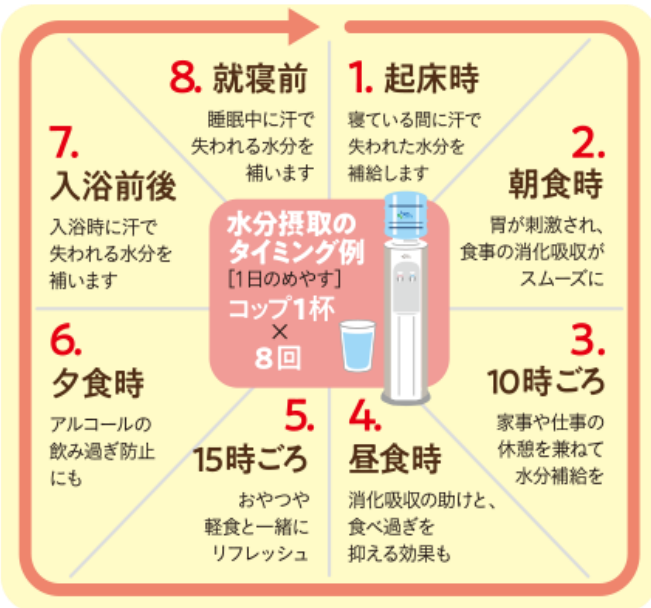 水分摂取の
タイミング例
[1日のめやす]
コップ1杯
×
8回
1. 起床時
寝ている間に汗で
失われた水分を
補給します
2.
朝食時
胃が刺激され、
食事の消化吸収が
スムーズに
3.
10時ごろ
家事や仕事の
休憩を兼ねて
水分補給を
4.
昼食時
消化吸収の助けと、
食べ過ぎを
抑える効果も
5.
15時ごろ
おやつや
軽食と一緒に
リフレッシュ
6.
夕食時
アルコールの
飲み過ぎ防止
にも
7.
入浴前後
入浴時に汗で
失われる水分を
補います
8. 就寝前
睡眠中に汗で
失われる水分を
補います